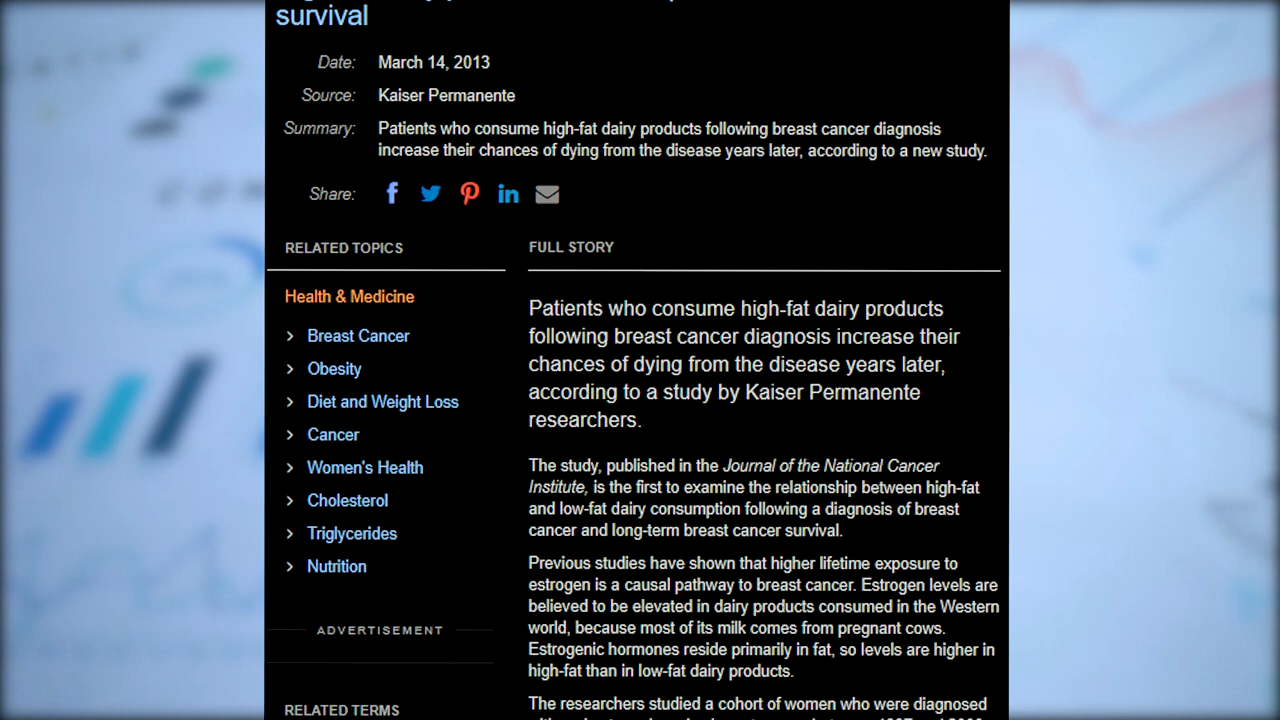 survival
Date: March 14, 2013
Source: Kaiser Permanente
Summary: Patients who consume high-fat dairy products following breast cancer diagnosis
increase their chances of dying from the disease years later, according to a new study.
Share:
RELATED TOPICS
Health & Medicine
Breast Cancer
Obesity
Diet and Weight Loss
Cancer
Women's Health
Cholesterol
Triglycerides
Nutrition
ADVERTISEMENT
RELATED TERMS
FULL STORY
Patients who consume high-fat dairy products
following breast cancer diagnosis increase their
chances of dying from the disease years later,
according to a study by Kaiser Permanente
researchers.
The study, published in the Journal of the National Cancer
Institute, is the first to examine the relationship between high-fat
and low-fat dairy consumption following a diagnosis of breast
cancer and long-term breast cancer survival.
Previous studies have shown that higher lifetime exposure to
estrogen is a causal pathway to breast cancer. Estrogen levels are
believed to be elevated in dairy products consumed in the Western
world, because most of its milk comes from pregnant cows.
Estrogenic hormones reside primarily in fat, so levels are higher in
high-fat than in low-fat dairy products.
The researchers studied a cohort of women who were diagnosed